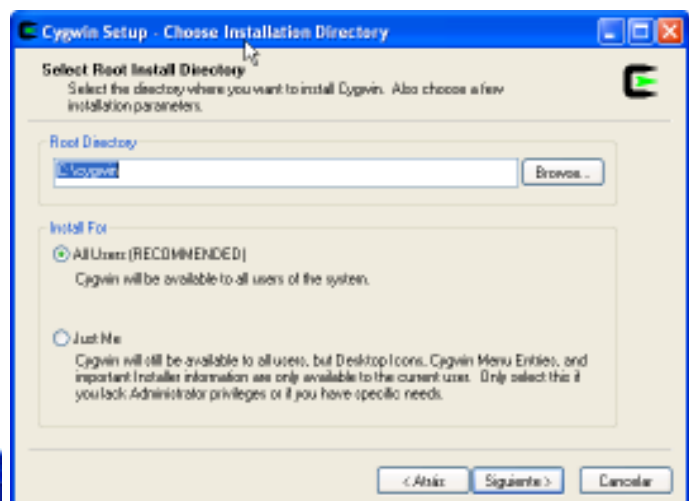 Cygwin Setup - Choose Installation Directory
Select Root Install Directory
Select the directory where you want to install Cygwin. Also choose a few
installation parameters.
Root Directory
C:\cygwin
Browse...
Install For
All Users (RECOMMENDED)
Cygwin will be available to all users of the system.
Just Me
Cygwin will still be available to all users, but Desktop Icons, Cygwin Menu Entries, and
important Installer information are only available to the current user. Only select this if
you lack Administrator privileges or if you have specific needs.
< Atrás
Siguiente >
Cancelar